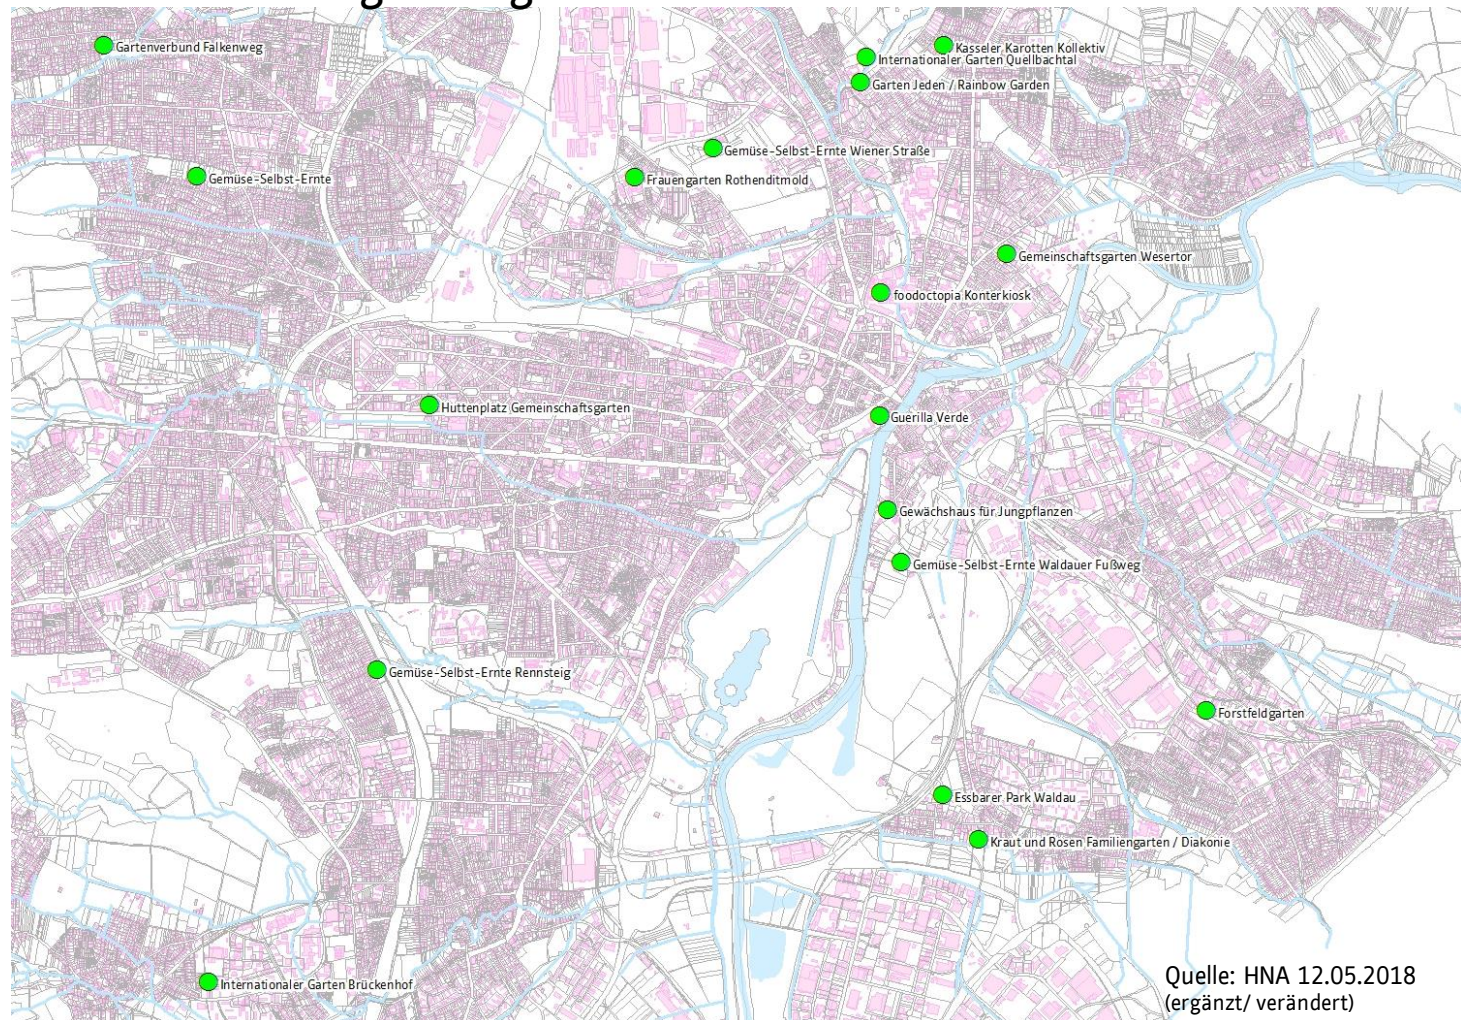 Gartenverbund Falkenweg
Kasseler Karotten Kollektiv
Internationaler Garten Quellbachtal
Garten Jeden / Rainbow Garden
Gemüse-Selbst-Ernte Wiener Straße
Gemüse-Selbst-Ernte
Frauengarten Rothenditmold
Gemeinschaftsgarten Wesertor
foodoctopia Konterkiosk
Huttenplatz Gemeinschaftsgarten
Guerilla Verde
Gewächshaus für Jungpflanzen
Gemüse-Selbst-Ernte Waldauer Fußweg
Gemüse-Selbst-Ernte Rennsteig
Forstfeldgarten
Essbarer Park Waldau
Kraut und Rosen Familiengarten / Diakonie
Internationaler Garten Brückenhof
Quelle: HNA 12.05.2018
(ergänzt/ verändert)